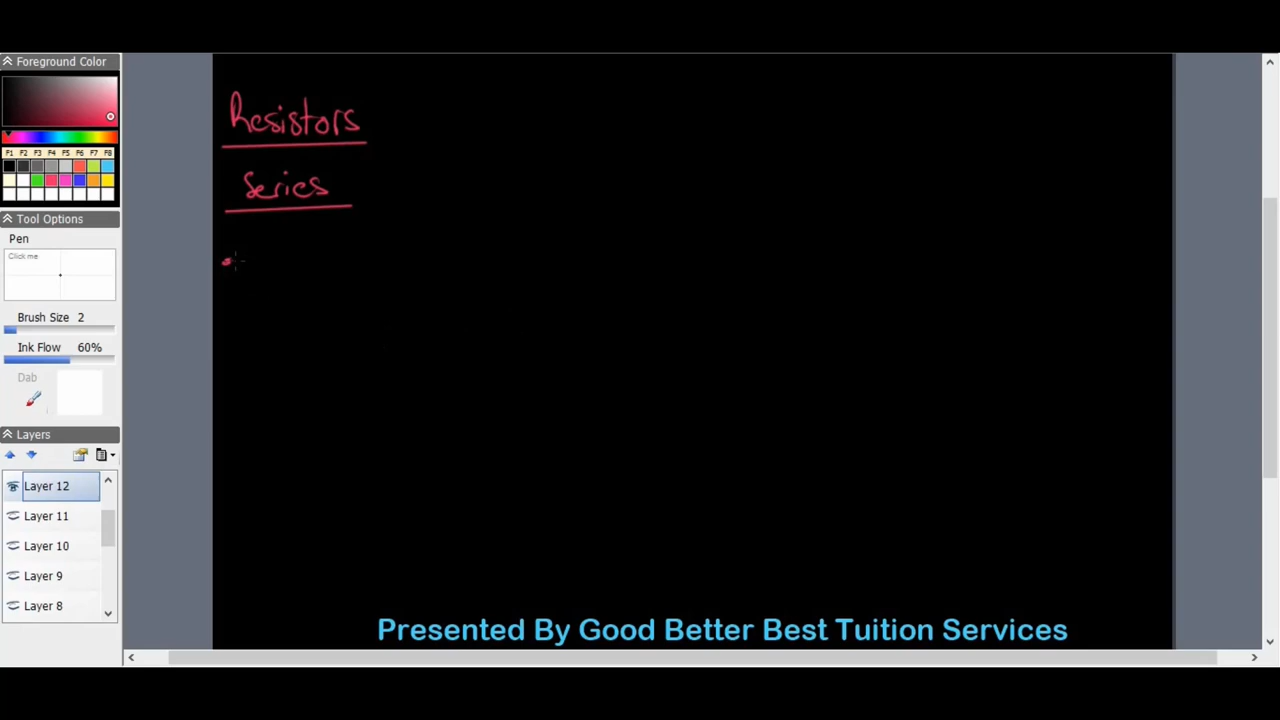 Foreground Color
F1 F2 F3 F4 F5 F6 F7 F8
Tool Options
Pen
Click me
Brush Size 2
Ink Flow 60%
Dab
Layers
Layer 12
Layer 11
Layer 10
Layer 9
Layer 8
Resistors
Series
Presented By Good Better Best Tuition Services